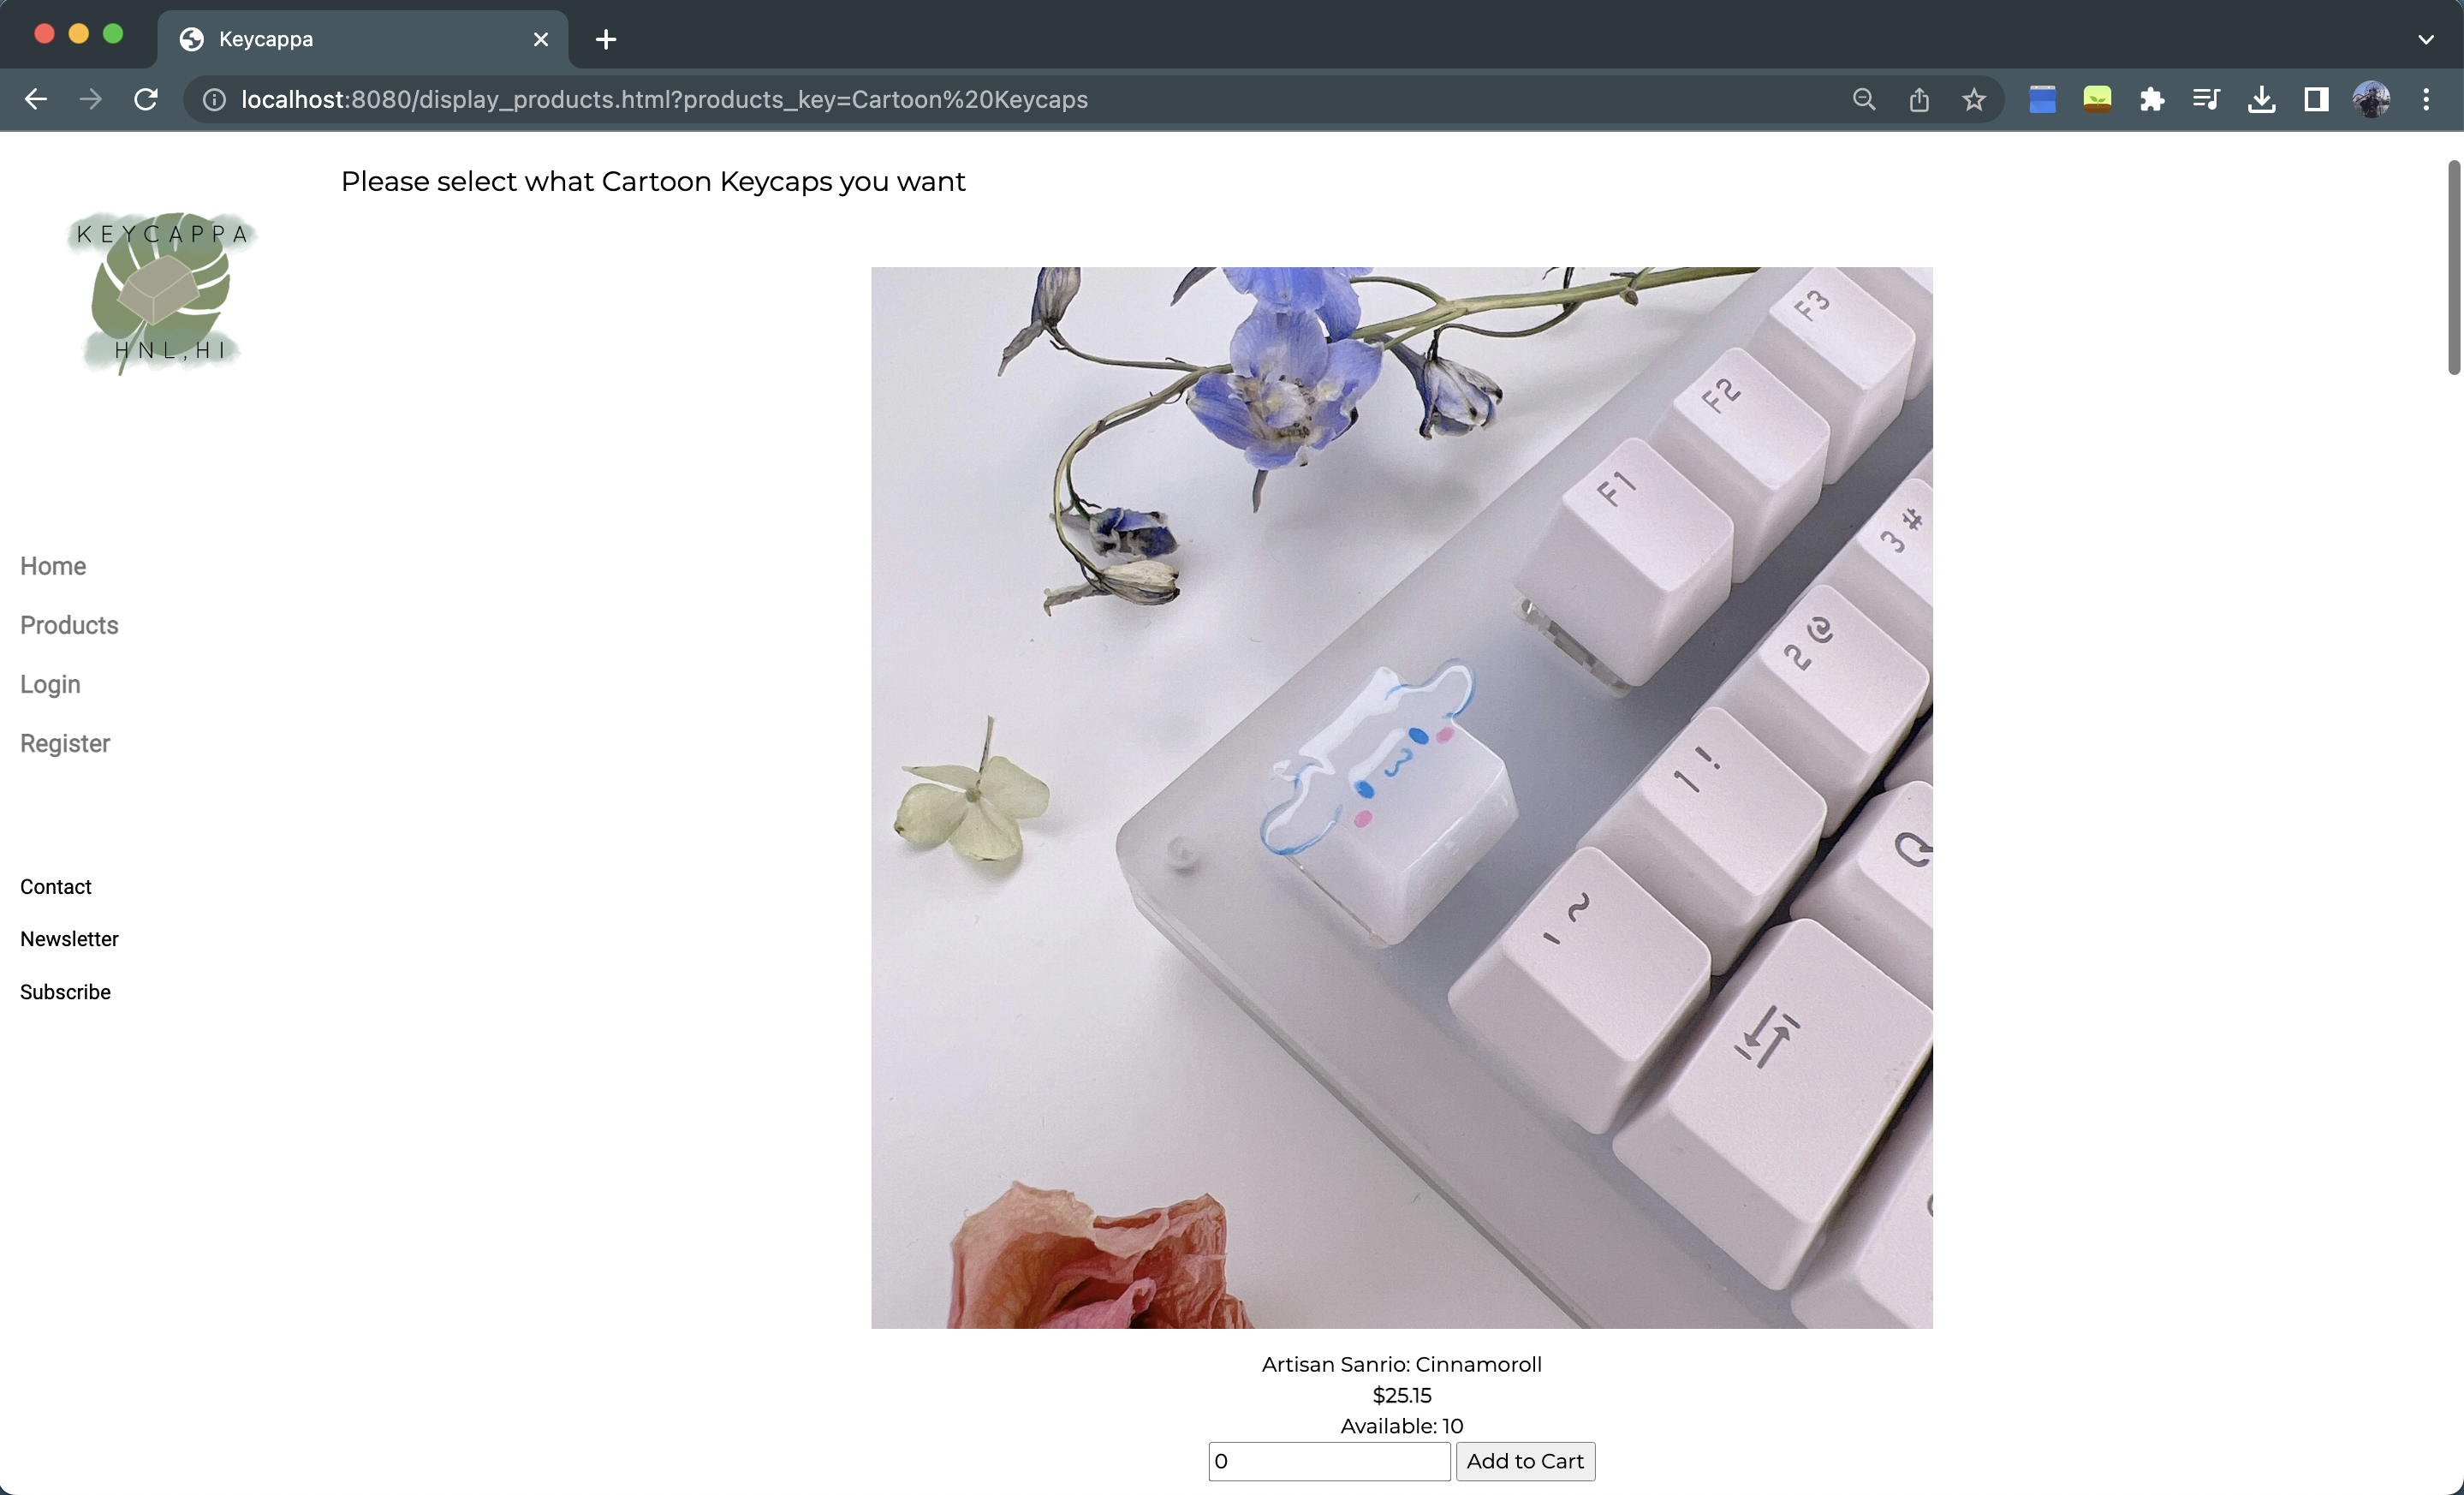 Keycappa
localhost:8080/display_products.html?products_key=Cartoon%20Keycaps
Please select what Cartoon Keycaps you want
KEYCAPPA
HNL,HI
Home
Products
Login
Register
Contact
Newsletter
Subscribe
F3
F2
F1
3 #
2 @
1 !
Q
Artisan Sanrio: Cinnamoroll
$25.15
Available: 10
0
Add to Cart